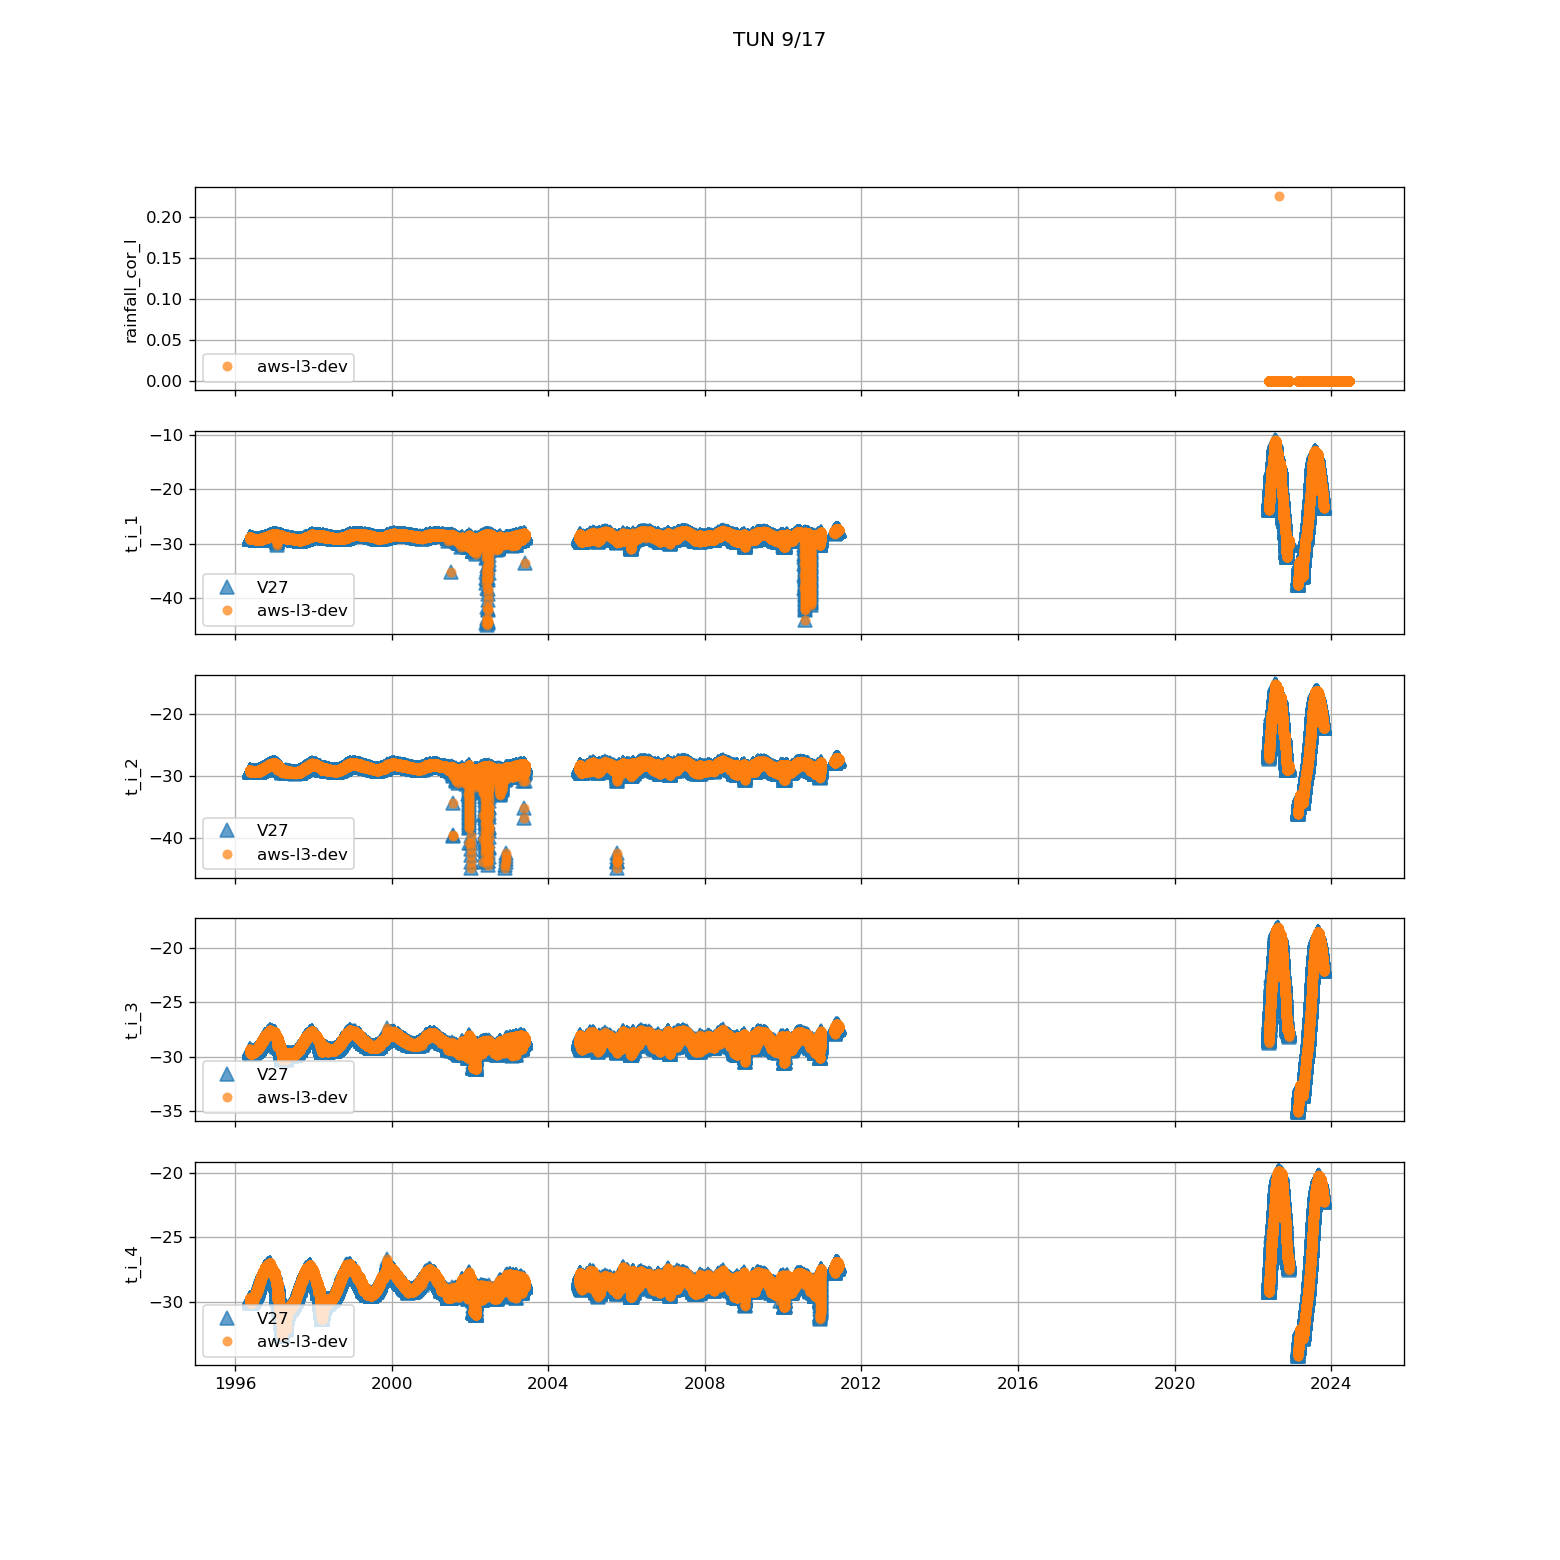 TUN 9/17
rainfall_cor_l
0.20
0.15
0.10
0.05
0.00
aws-l3-dev
t_i_1
−10
−20
−30
−40
V27
aws-l3-dev
t_i_2
−20
−30
−40
V27
aws-l3-dev
t_i_3
−20
−25
−30
−35
V27
aws-l3-dev
t_i_4
−20
−25
−30
V27
aws-l3-dev
1996 2000 2004 2008 2012 2016 2020 2024